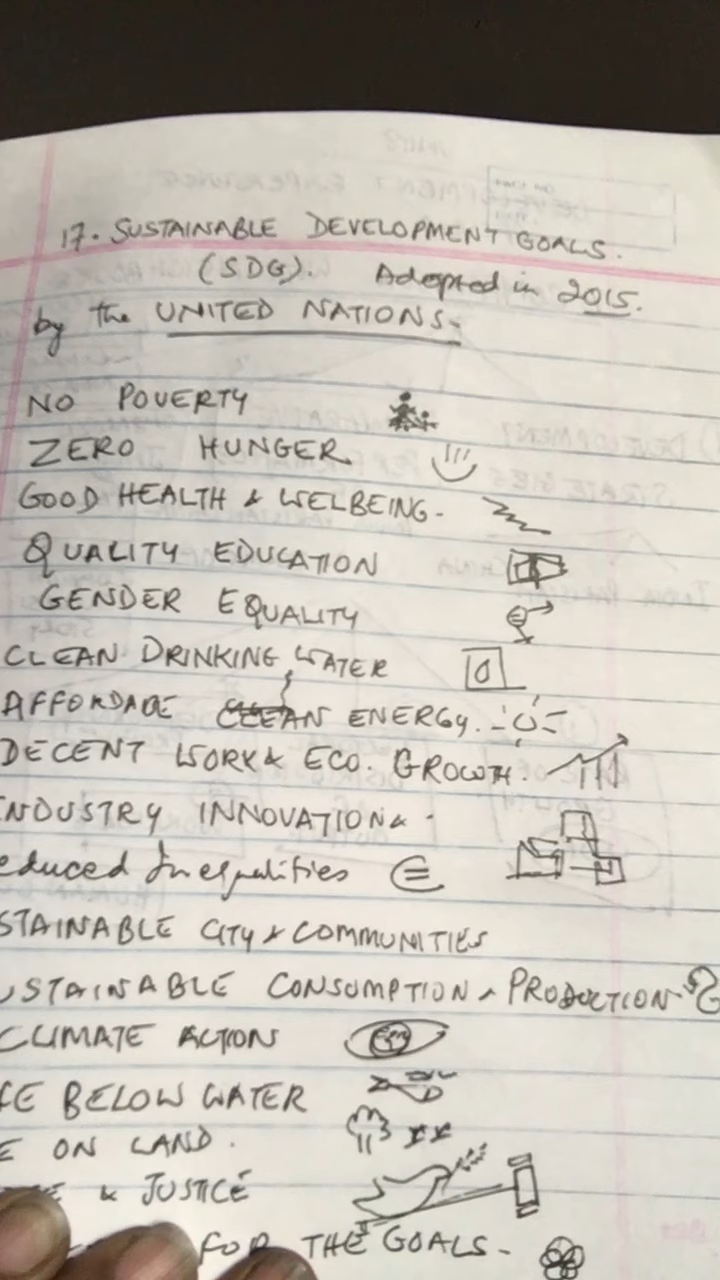 17. SUSTAINABLE DEVELOPMENT GOALS.
(SDG). Adopted in 2015.
by the UNITED NATIONS-
NO POVERTY
ZERO HUNGER
GOOD HEALTH & WELBEING-
QUALITY EDUCATION
GENDER EQUALITY
CLEAN DRINKING WATER
AFFORDABE CLEAN ENERGY.
DECENT WORK & ECO. GROWTH.
NDUSTRY INNOVATION &
educed Inequalities
STAINABLE CITY & COMMUNITIES
USTAINABLE CONSUMPTION & PRODUCTION
CLIMATE ACTION
FE BELOW WATER
E ON LAND.
& JUSTICE
FOR THE GOALS-